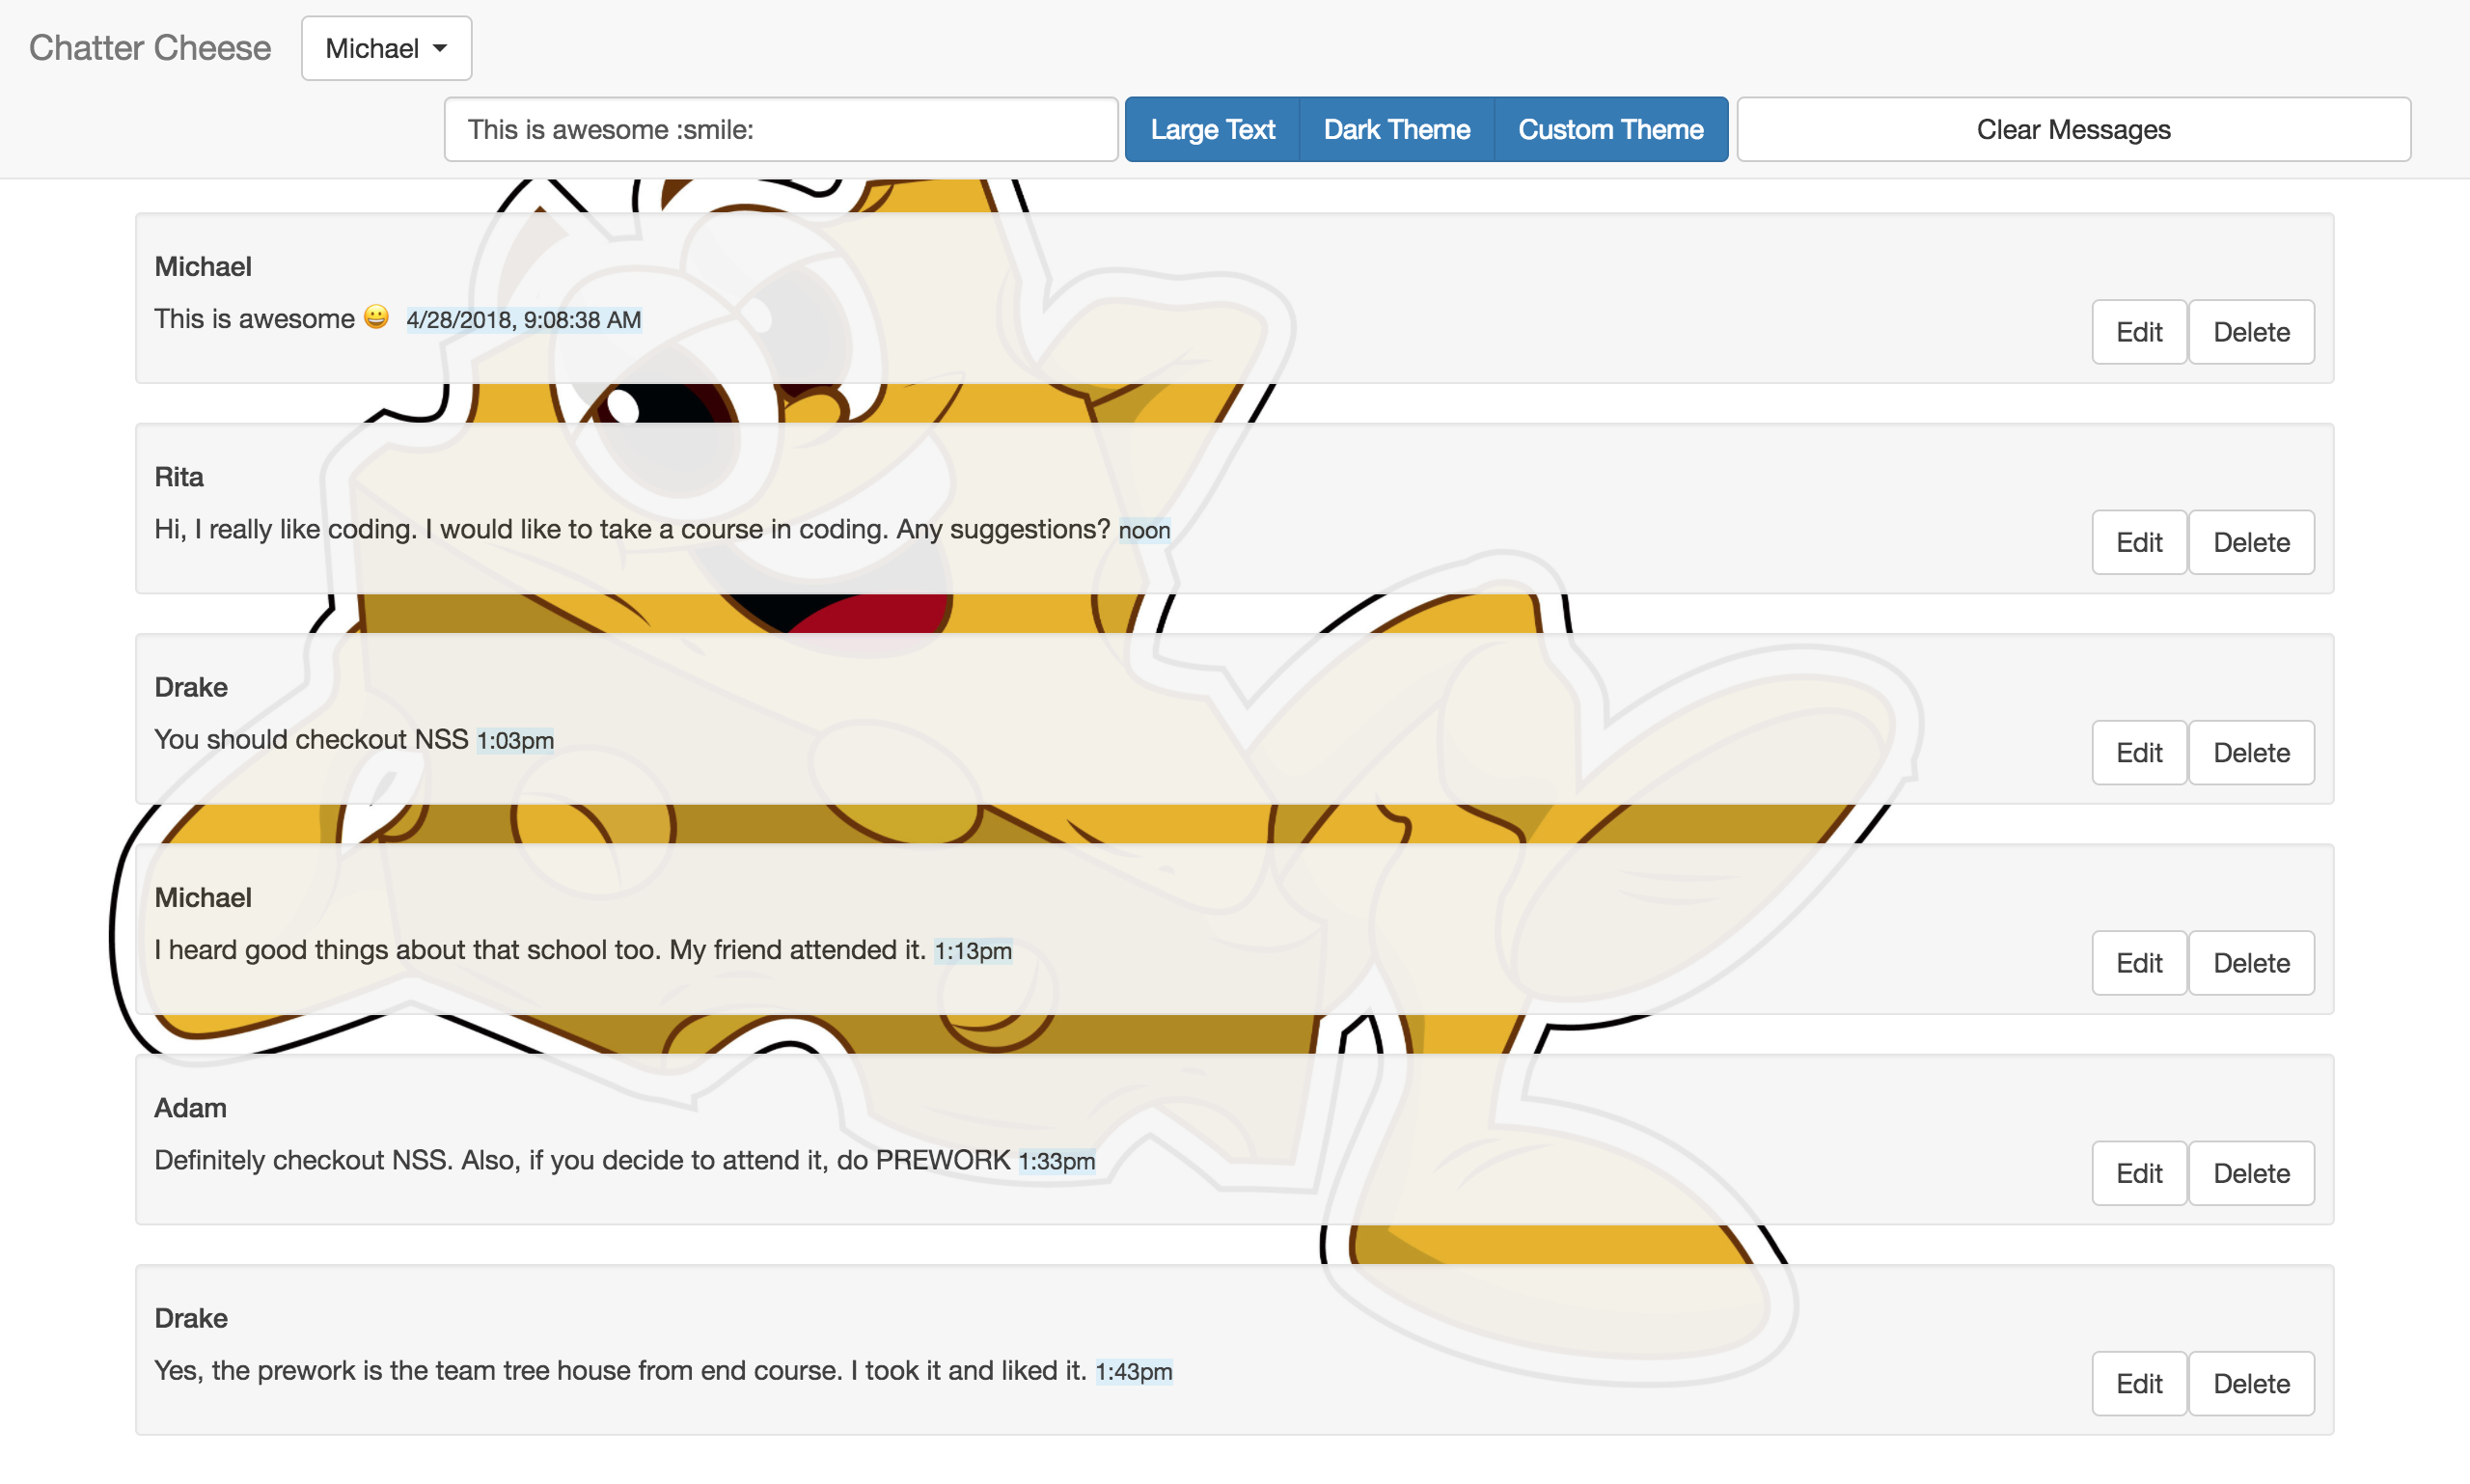 Chatter Cheese
Michael
This is awesome :smile:
Large Text
Dark Theme
Custom Theme
Clear Messages
Michael
This is awesome 😀 4/28/2018, 9:08:38 AM
Edit
Delete
Rita
Hi, I really like coding. I would like to take a course in coding. Any suggestions? noon
Edit
Delete
Drake
You should checkout NSS 1:03pm
Edit
Delete
Michael
I heard good things about that school too. My friend attended it. 1:13pm
Edit
Delete
Adam
Definitely checkout NSS. Also, if you decide to attend it, do PREWORK 1:33pm
Edit
Delete
Drake
Yes, the prework is the team tree house from end course. I took it and liked it. 1:43pm
Edit
Delete